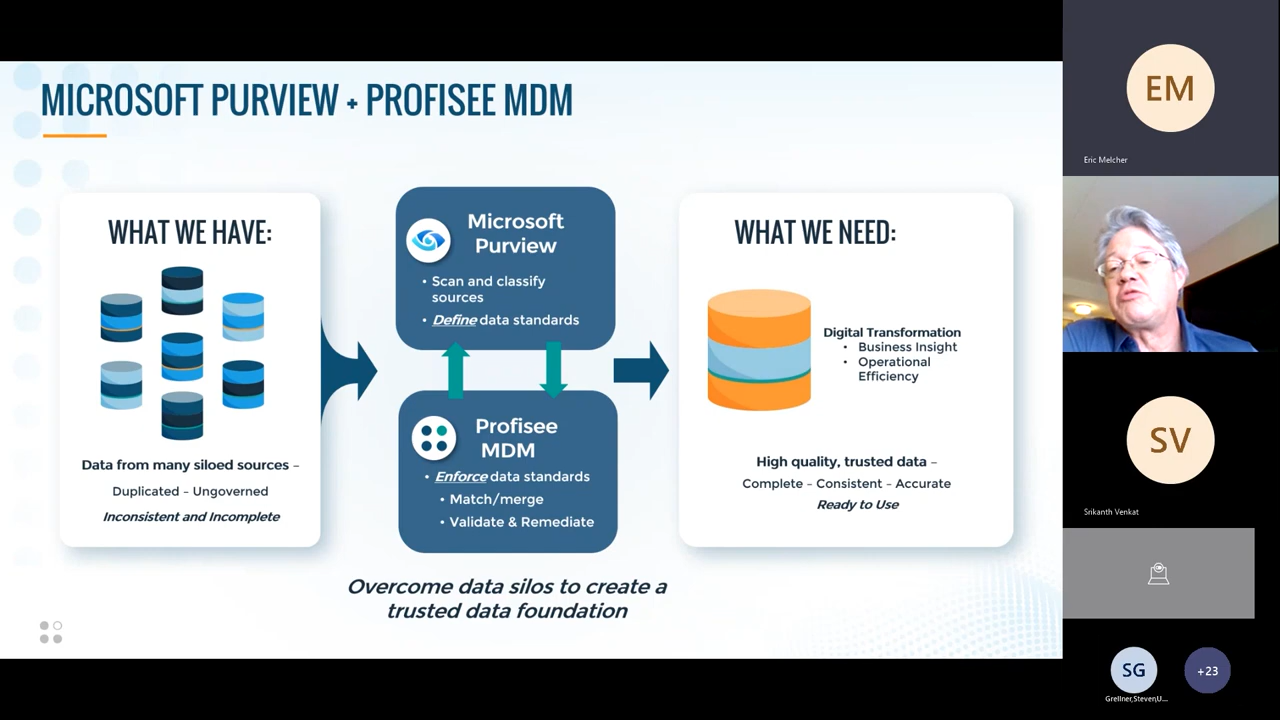 MICROSOFT PURVIEW + PROFISEE MDM
WHAT WE HAVE:
Data from many siloed sources –
Duplicated – Ungoverned
Inconsistent and Incomplete
Microsoft
Purview
• Scan and classify
sources
• Define data standards
Profisee
MDM
• Enforce data standards
• Match/merge
• Validate & Remediate
WHAT WE NEED:
Digital Transformation
• Business Insight
• Operational
Efficiency
High quality, trusted data –
Complete – Consistent – Accurate
Ready to Use
Overcome data silos to create a
trusted data foundation
EM
Eric Melcher
SV
Srikanth Venkat
SG
Grellner,Steven,U...
+23